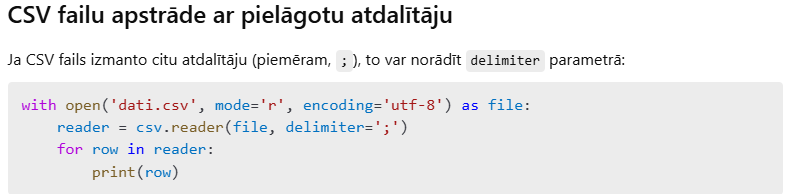 CSV failu apstrāde ar pielāgotu atdalītāju
Ja CSV fails izmanto citu atdalītāju (piemēram, ;), to var norādīt delimiter parametrā:
with open('dati.csv', mode='r', encoding='utf-8') as file:
    reader = csv.reader(file, delimiter=';')
    for row in reader:
        print(row)